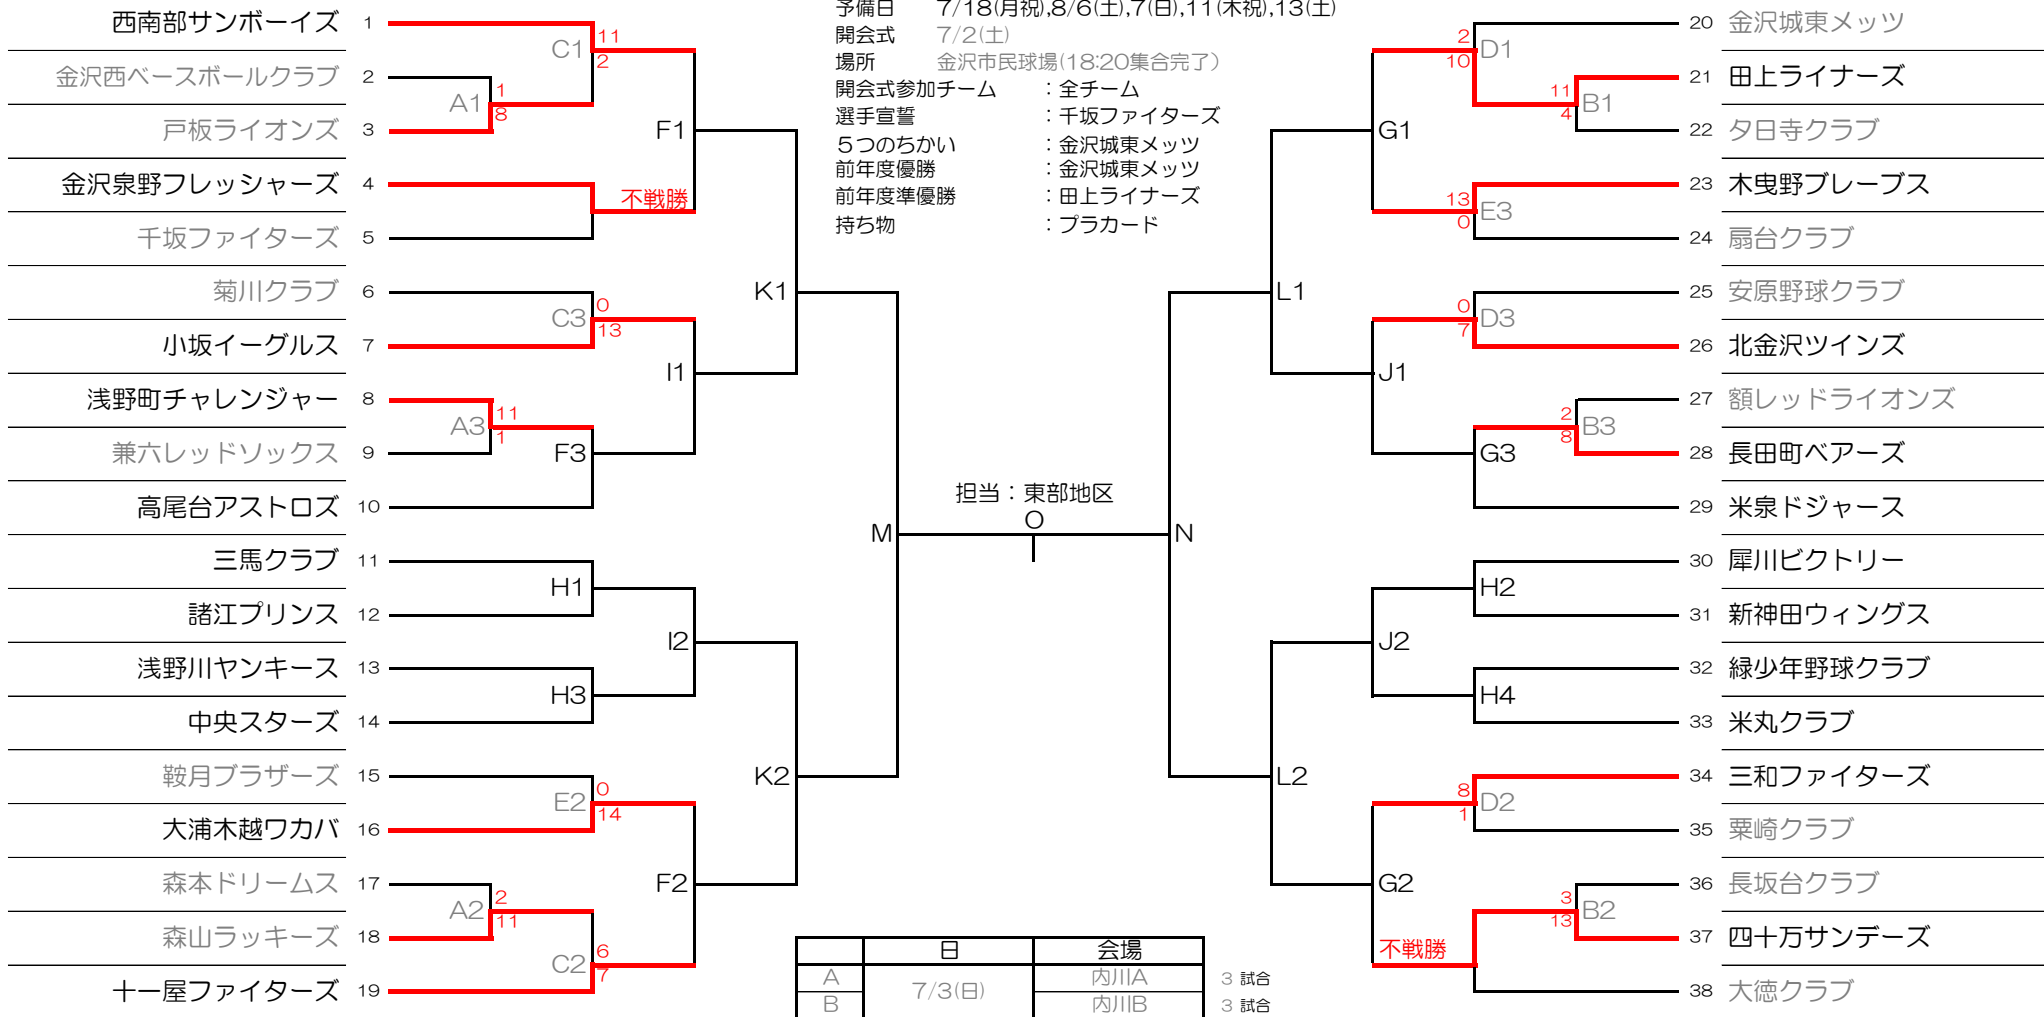 予備日 7/18(月祝),8/6(土),7(日),11(木祝),13(土)
開会式 7/2(土)
場所 金沢市民球場(18:20集合完了)
開会式参加チーム ：全チーム
選手宣誓 ：千坂ファイターズ
５つのちかい ：金沢城東メッツ
前年度優勝 ：金沢城東メッツ
前年度準優勝 ：田上ライナーズ
持ち物 ：プラカード
西南部サンボーイズ 1
C1 11
2
金沢西ベースボールクラブ 2
A1 1
8
戸板ライオンズ 3
F1
金沢泉野フレッシャーズ 4
不戦勝
千坂ファイターズ 5
菊川クラブ 6
K1
C3 0
13
小坂イーグルス 7
I1
浅野町チャレンジャー 8
A3 11
1
兼六レッドソックス 9
F3
高尾台アストロズ 10
M
三馬クラブ 11
H1
諸江プリンス 12
I2
浅野川ヤンキース 13
H3
中央スターズ 14
鞍月ブラザーズ 15
K2
E2 0
14
大浦木越ワカバ 16
森本ドリームス 17
F2
A2 2
11
森山ラッキーズ 18
C2 6
7
十一屋ファイターズ 19
担当：東部地区
O
20 金沢城東メッツ
2 D1
10
21 田上ライナーズ
11 B1
4
22 夕日寺クラブ
G1
23 木曳野ブレーブス
13 E3
0
24 扇台クラブ
25 安原野球クラブ
L1
0 D3
7
26 北金沢ツインズ
J1
27 額レッドライオンズ
2 B3
8
28 長田町ベアーズ
G3
29 米泉ドジャース
N
30 犀川ビクトリー
H2
31 新神田ウィングス
J2
32 緑少年野球クラブ
H4
33 米丸クラブ
34 三和ファイターズ
L2
8 D2
1
35 粟崎クラブ
36 長坂台クラブ
G2
3 B2
13
37 四十万サンデーズ
不戦勝
38 大徳クラブ
日 会場
A 7/3(日) 内川A 3 試合
B 内川B 3 試合